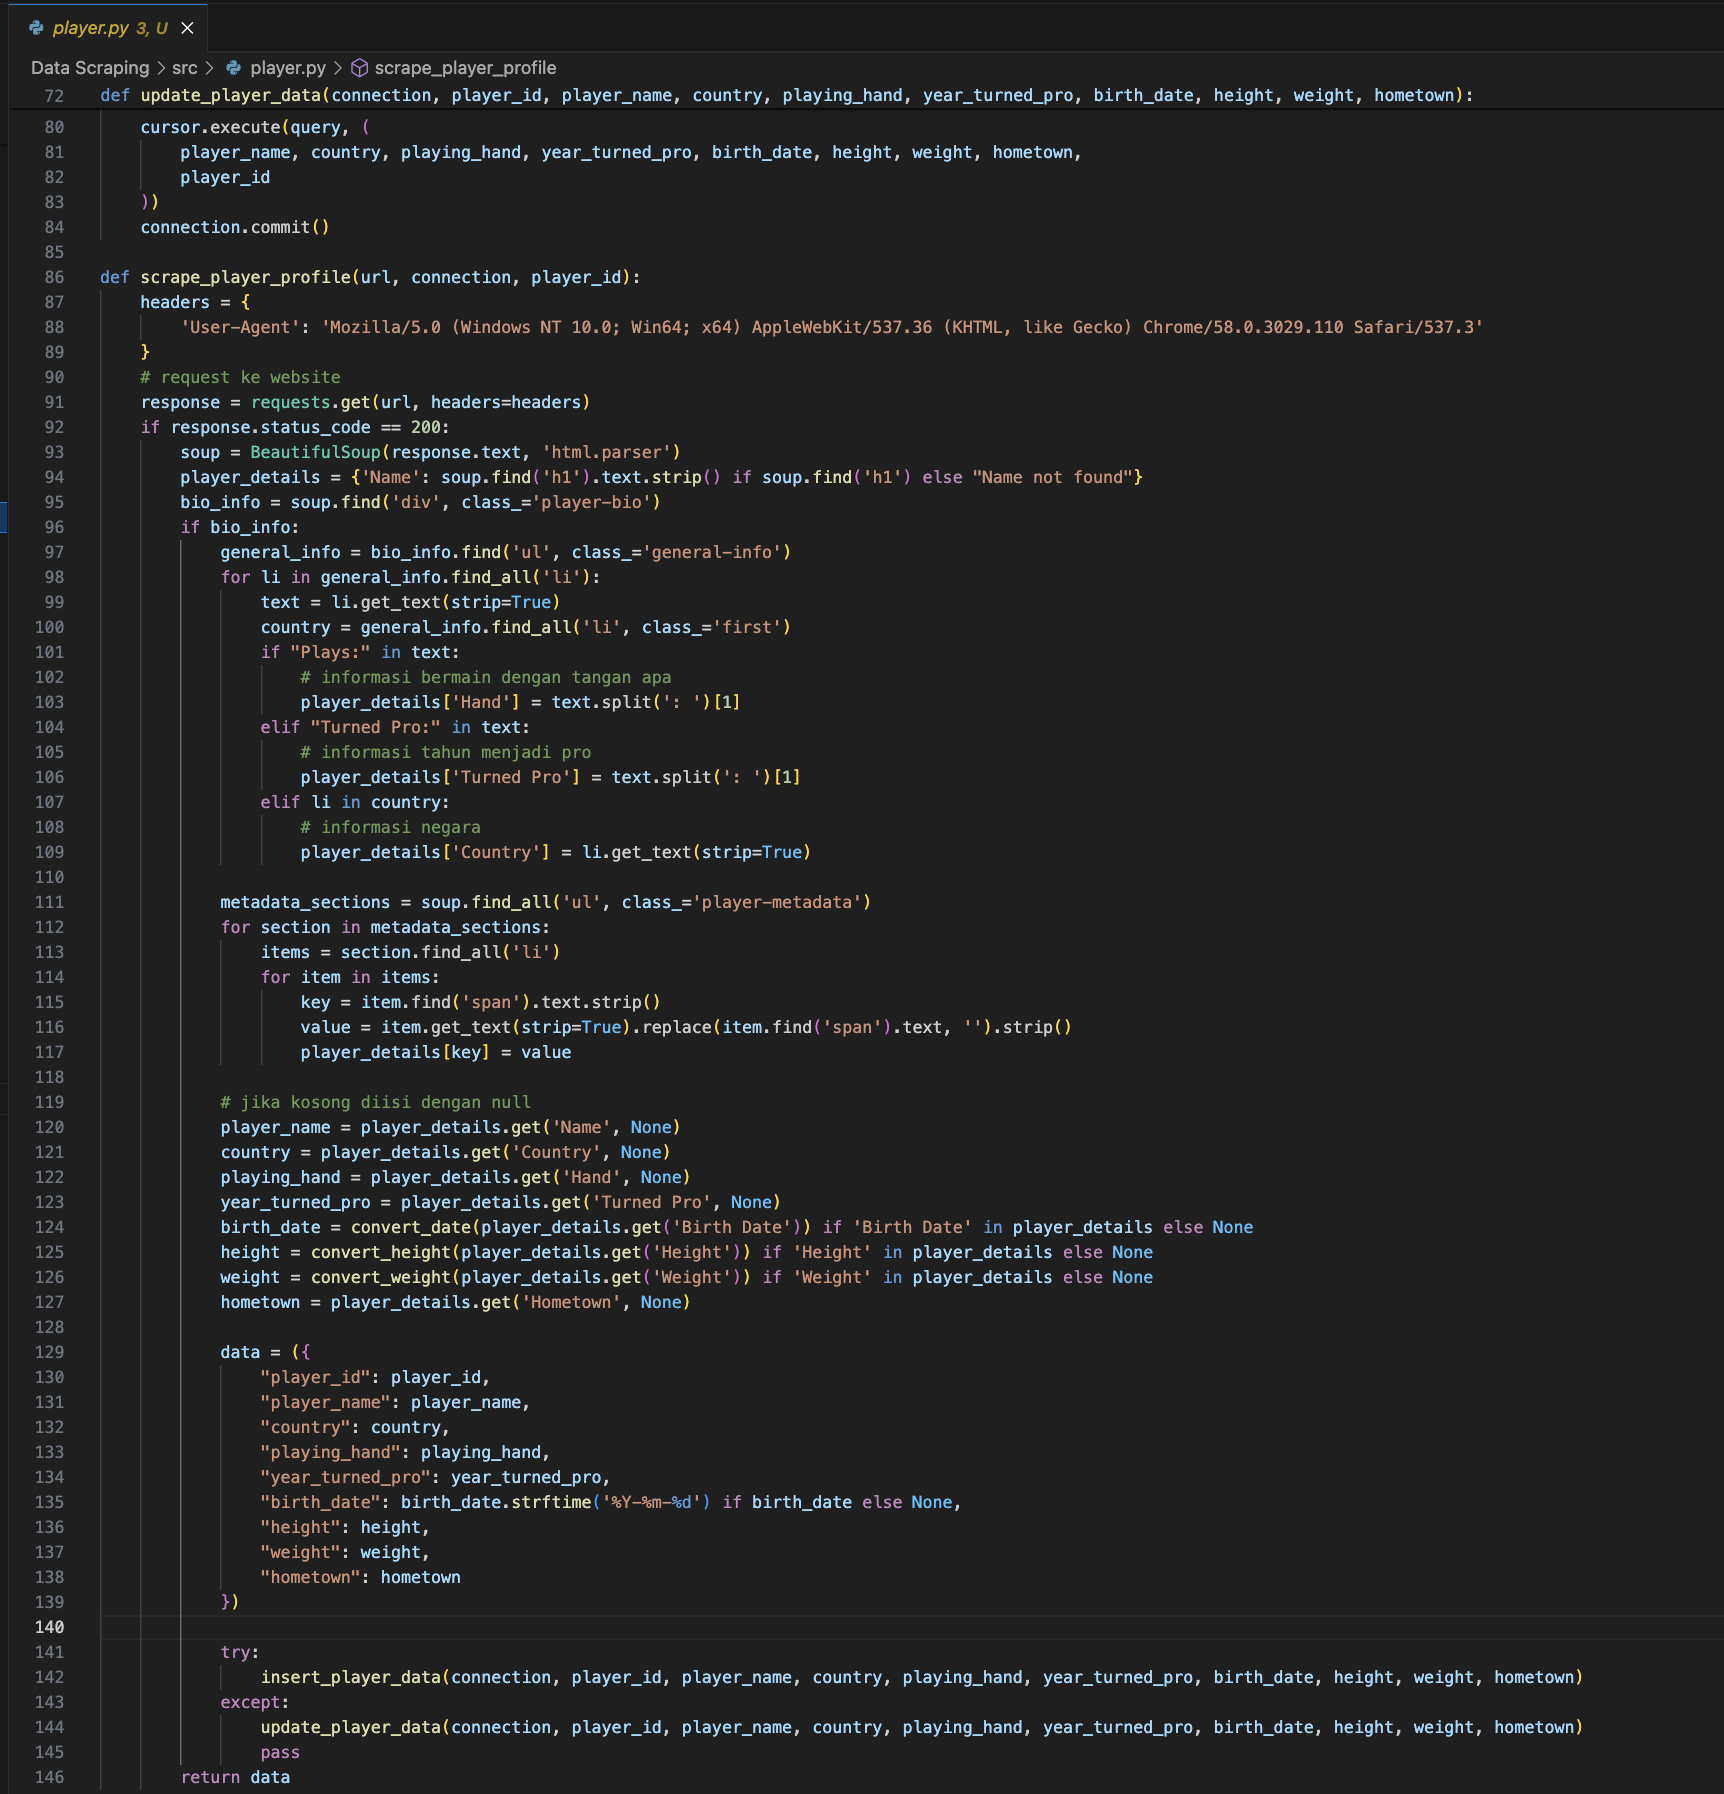 player.py 3, U
Data Scraping > src > player.py > scrape_player_profile
72 def update_player_data(connection, player_id, player_name, country, playing_hand, year_turned_pro, birth_date, height, weight, hometown):
80     cursor.execute(query, (
81         player_name, country, playing_hand, year_turned_pro, birth_date, height, weight, hometown,
82         player_id
83     ))
84     connection.commit()
85
86 def scrape_player_profile(url, connection, player_id):
87     headers = {
88         'User-Agent': 'Mozilla/5.0 (Windows NT 10.0; Win64; x64) AppleWebKit/537.36 (KHTML, like Gecko) Chrome/58.0.3029.110 Safari/537.3'
89     }
90     # request ke website
91     response = requests.get(url, headers=headers)
92     if response.status_code == 200:
93         soup = BeautifulSoup(response.text, 'html.parser')
94         player_details = {'Name': soup.find('h1').text.strip() if soup.find('h1') else "Name not found"}
95         bio_info = soup.find('div', class_='player-bio')
96         if bio_info:
97             general_info = bio_info.find('ul', class_='general-info')
98             for li in general_info.find_all('li'):
99                 text = li.get_text(strip=True)
100                 country = general_info.find_all('li', class_='first')
101                 if "Plays:" in text:
102                     # informasi bermain dengan tangan apa
103                     player_details['Hand'] = text.split(': ')[1]
104                 elif "Turned Pro:" in text:
105                     # informasi tahun menjadi pro
106                     player_details['Turned Pro'] = text.split(': ')[1]
107                 elif li in country:
108                     # informasi negara
109                     player_details['Country'] = li.get_text(strip=True)
110
111             metadata_sections = soup.find_all('ul', class_='player-metadata')
112             for section in metadata_sections:
113                 items = section.find_all('li')
114                 for item in items:
115                     key = item.find('span').text.strip()
116                     value = item.get_text(strip=True).replace(item.find('span').text, '').strip()
117                     player_details[key] = value
118
119             # jika kosong diisi dengan null
120             player_name = player_details.get('Name', None)
121             country = player_details.get('Country', None)
122             playing_hand = player_details.get('Hand', None)
123             year_turned_pro = player_details.get('Turned Pro', None)
124             birth_date = convert_date(player_details.get('Birth Date')) if 'Birth Date' in player_details else None
125             height = convert_height(player_details.get('Height')) if 'Height' in player_details else None
126             weight = convert_weight(player_details.get('Weight')) if 'Weight' in player_details else None
127             hometown = player_details.get('Hometown', None)
128
129             data = ({
130                 "player_id": player_id,
131                 "player_name": player_name,
132                 "country": country,
133                 "playing_hand": playing_hand,
134                 "year_turned_pro": year_turned_pro,
135                 "birth_date": birth_date.strftime('%Y-%m-%d') if birth_date else None,
136                 "height": height,
137                 "weight": weight,
138                 "hometown": hometown
139             })
140
141             try:
142                 insert_player_data(connection, player_id, player_name, country, playing_hand, year_turned_pro, birth_date, height, weight, hometown)
143             except:
144                 update_player_data(connection, player_id, player_name, country, playing_hand, year_turned_pro, birth_date, height, weight, hometown)
145                 pass
146         return data